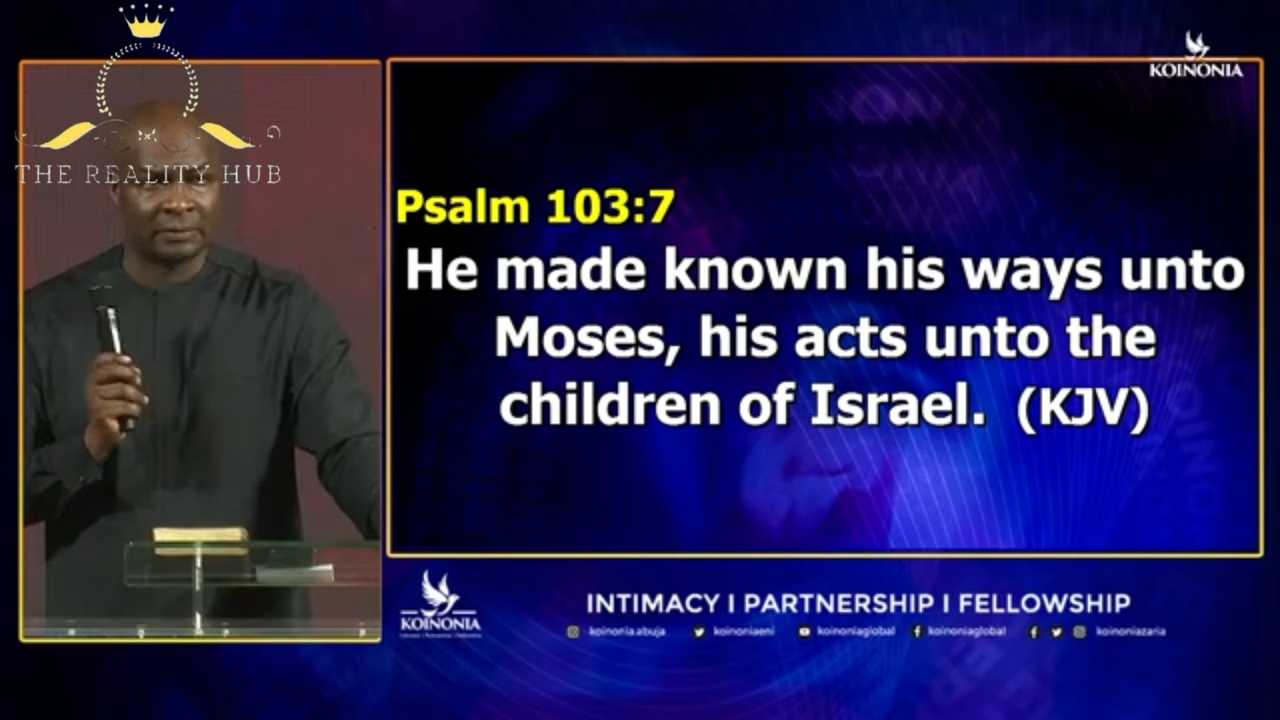 THE REALITY HUB
KOINONIA
Psalm 103:7
He made known his ways unto
Moses, his acts unto the
children of Israel. (KJV)
KOINONIA
INTIMACY I PARTNERSHIP I FELLOWSHIP
koinonia.abuja koinoniaeni koinoniaglobal koinoniaglobal koinoniazaria